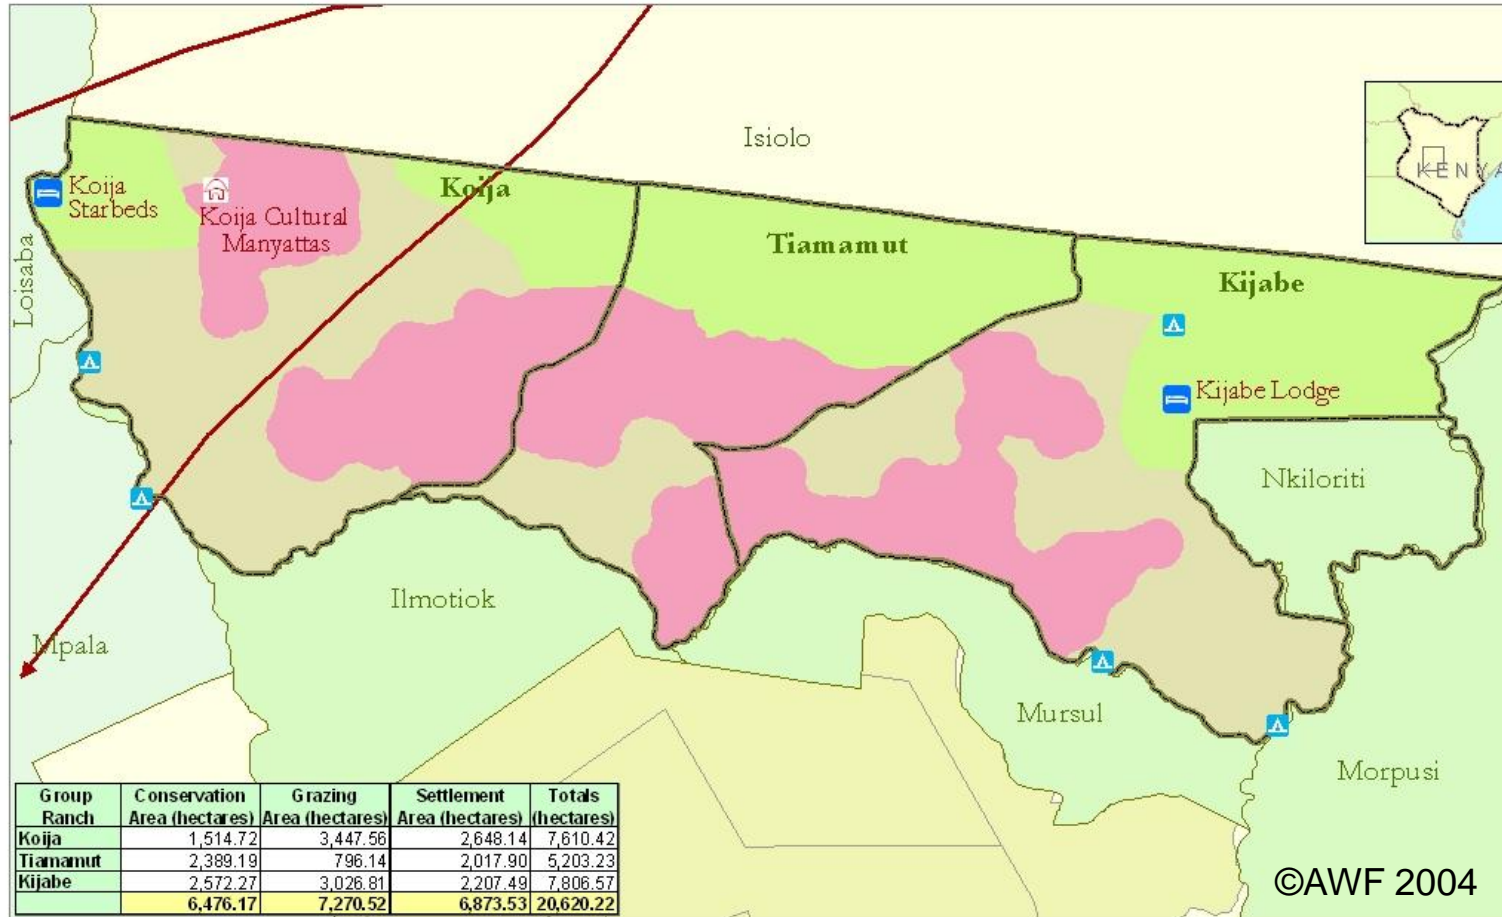 Isiolo
KENYA
Koija
Starbeds
Koija Cultural
Manyattas
Koija
Tiamamut
Kijabe
Loisaba
Kijabe Lodge
Nkiloriti
Ilmotiok
Mpala
Mursul
Morpusi
Group Ranch Conservation Area (hectares) Grazing Area (hectares) Settlement Area (hectares) Totals (hectares)
Koija 1,514.72 3,447.56 2,648.14 7,610.42
Tiamamut 2,389.19 796.14 2,017.90 5,203.23
Kijabe 2,572.27 3,026.81 2,207.49 7,806.57
6,476.17 7,270.52 6,873.53 20,620.22
©AWF 2004